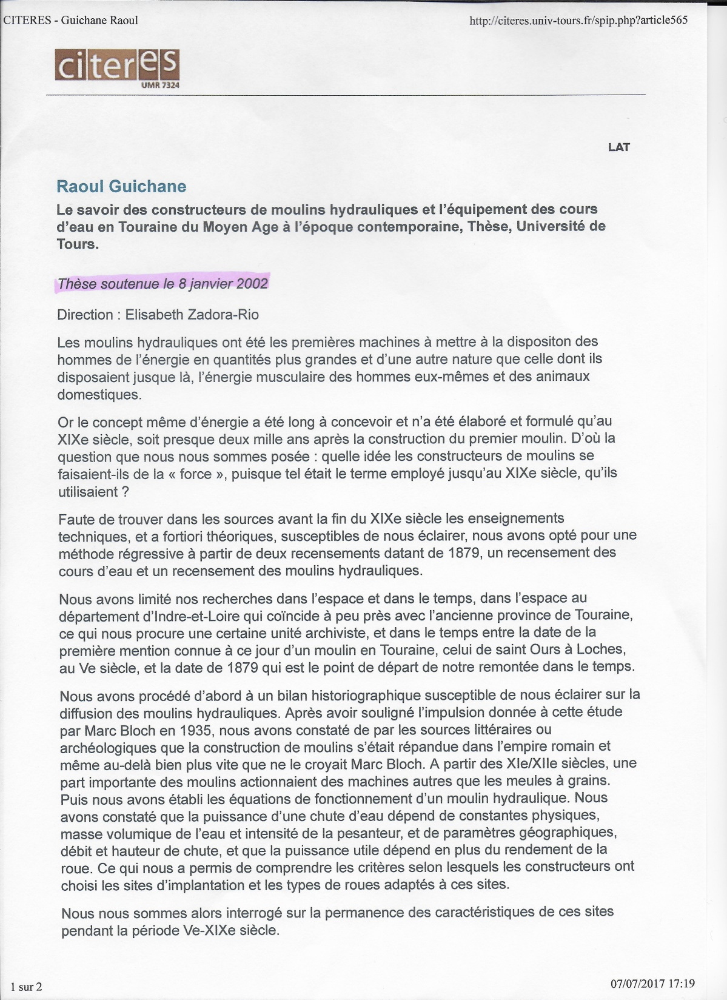 CITERES - Guichane Raoul
http://citeres.univ-tours.fr/spip.php?article565
citeres
UMR 7324
LAT
Raoul Guichane
Le savoir des constructeurs de moulins hydrauliques et l'équipement des cours
d'eau en Touraine du Moyen Age à l'époque contemporaine, Thèse, Université de
Tours.
Thèse soutenue le 8 janvier 2002
Direction : Elisabeth Zadora-Rio
Les moulins hydrauliques ont été les premières machines à mettre à la dispositon des
hommes de l'énergie en quantités plus grandes et d'une autre nature que celle dont ils
disposaient jusque là, l'énergie musculaire des hommes eux-mêmes et des animaux
domestiques.
Or le concept même d'énergie a été long à concevoir et n'a été élaboré et formulé qu'au
XIXe siècle, soit presque deux mille ans après la construction du premier moulin. D'où la
question que nous nous sommes posée : quelle idée les constructeurs de moulins se
faisaient-ils de la « force », puisque tel était le terme employé jusqu'au XIXe siècle, qu'ils
utilisaient ?
Faute de trouver dans les sources avant la fin du XIXe siècle les enseignements
techniques, et a fortiori théoriques, susceptibles de nous éclairer, nous avons opté pour une
méthode régressive à partir de deux recensements datant de 1879, un recensement des
cours d'eau et un recensement des moulins hydrauliques.
Nous avons limité nos recherches dans l'espace et dans le temps, dans l'espace au
département d'Indre-et-Loire qui coïncide à peu près avec l'ancienne province de Touraine,
ce qui nous procure une certaine unité archiviste, et dans le temps entre la date de la
première mention connue à ce jour d'un moulin en Touraine, celui de saint Ours à Loches,
au Ve siècle, et la date de 1879 qui est le point de départ de notre remontée dans le temps.
Nous avons procédé d'abord à un bilan historiographique susceptible de nous éclairer sur la
diffusion des moulins hydrauliques. Après avoir souligné l'impulsion donnée à cette étude
par Marc Bloch en 1935, nous avons constaté de par les sources littéraires ou
archéologiques que la construction de moulins s'était répandue dans l'empire romain et
même au-delà bien plus vite que ne le croyait Marc Bloch. A partir des XIe/XIIe siècles, une
part importante des moulins actionnaient des machines autres que les meules à grains.
Puis nous avons établi les équations de fonctionnement d'un moulin hydraulique. Nous
avons constaté que la puissance d'une chute d'eau dépend de constantes physiques,
masse volumique de l'eau et intensité de la pesanteur, et de paramètres géographiques,
débit et hauteur de chute, et que la puissance utile dépend en plus du rendement de la
roue. Ce qui nous a permis de comprendre les critères selon lesquels les constructeurs ont
choisi les sites d'implantation et les types de roues adaptés à ces sites.
Nous nous sommes alors interrogé sur la permanence des caractéristiques de ces sites
pendant la période Ve-XIXe siècle.
1 sur 2
07/07/2017 17:19